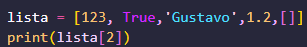 lista = [123, True,'Gustavo',1.2,[]]
print(lista[2])